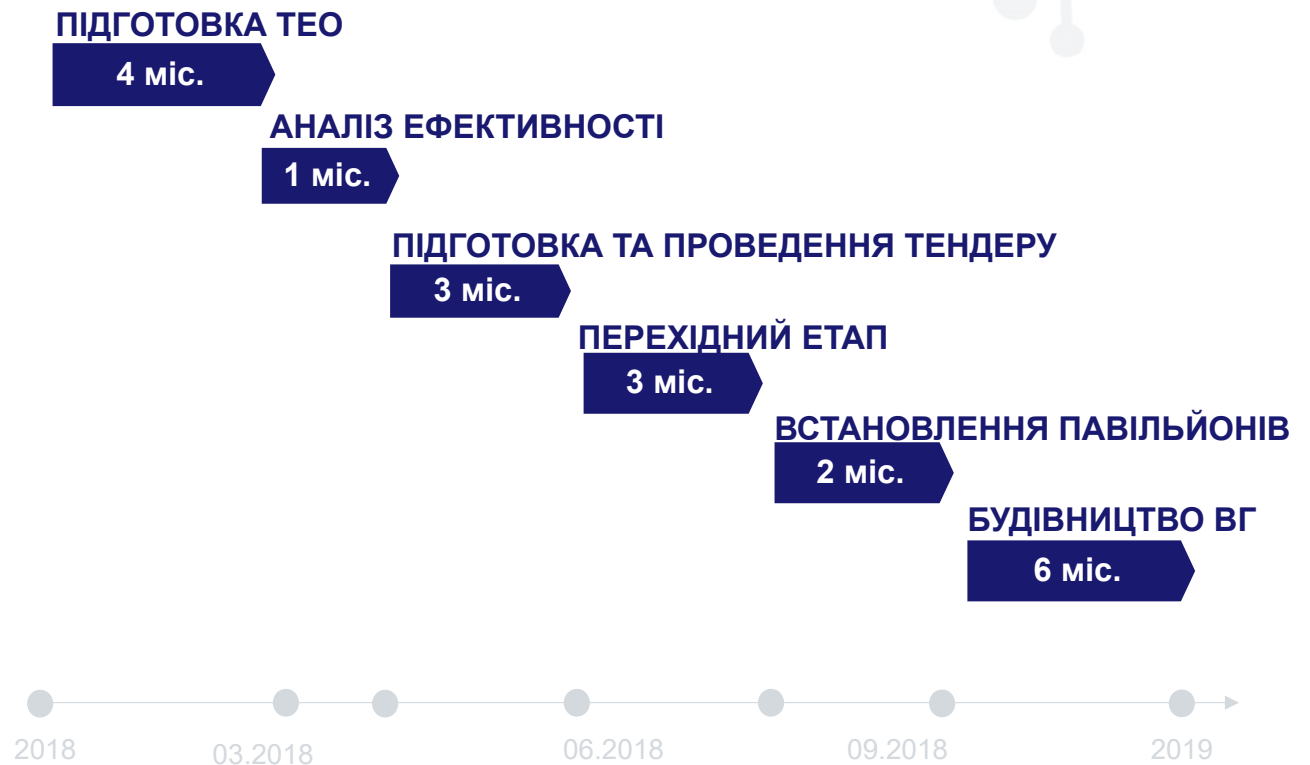 ПІДГОТОВКА ТЕО
4 міс.
АНАЛІЗ ЕФЕКТИВНОСТІ
1 міс.
ПІДГОТОВКА ТА ПРОВЕДЕННЯ ТЕНДЕРУ
3 міс.
ПЕРЕХІДНИЙ ЕТАП
3 міс.
ВСТАНОВЛЕННЯ ПАВІЛЬЙОНІВ
2 міс.
БУДІВНИЦТВО ВГ
6 міс.
2018 03.2018 06.2018 09.2018 2019